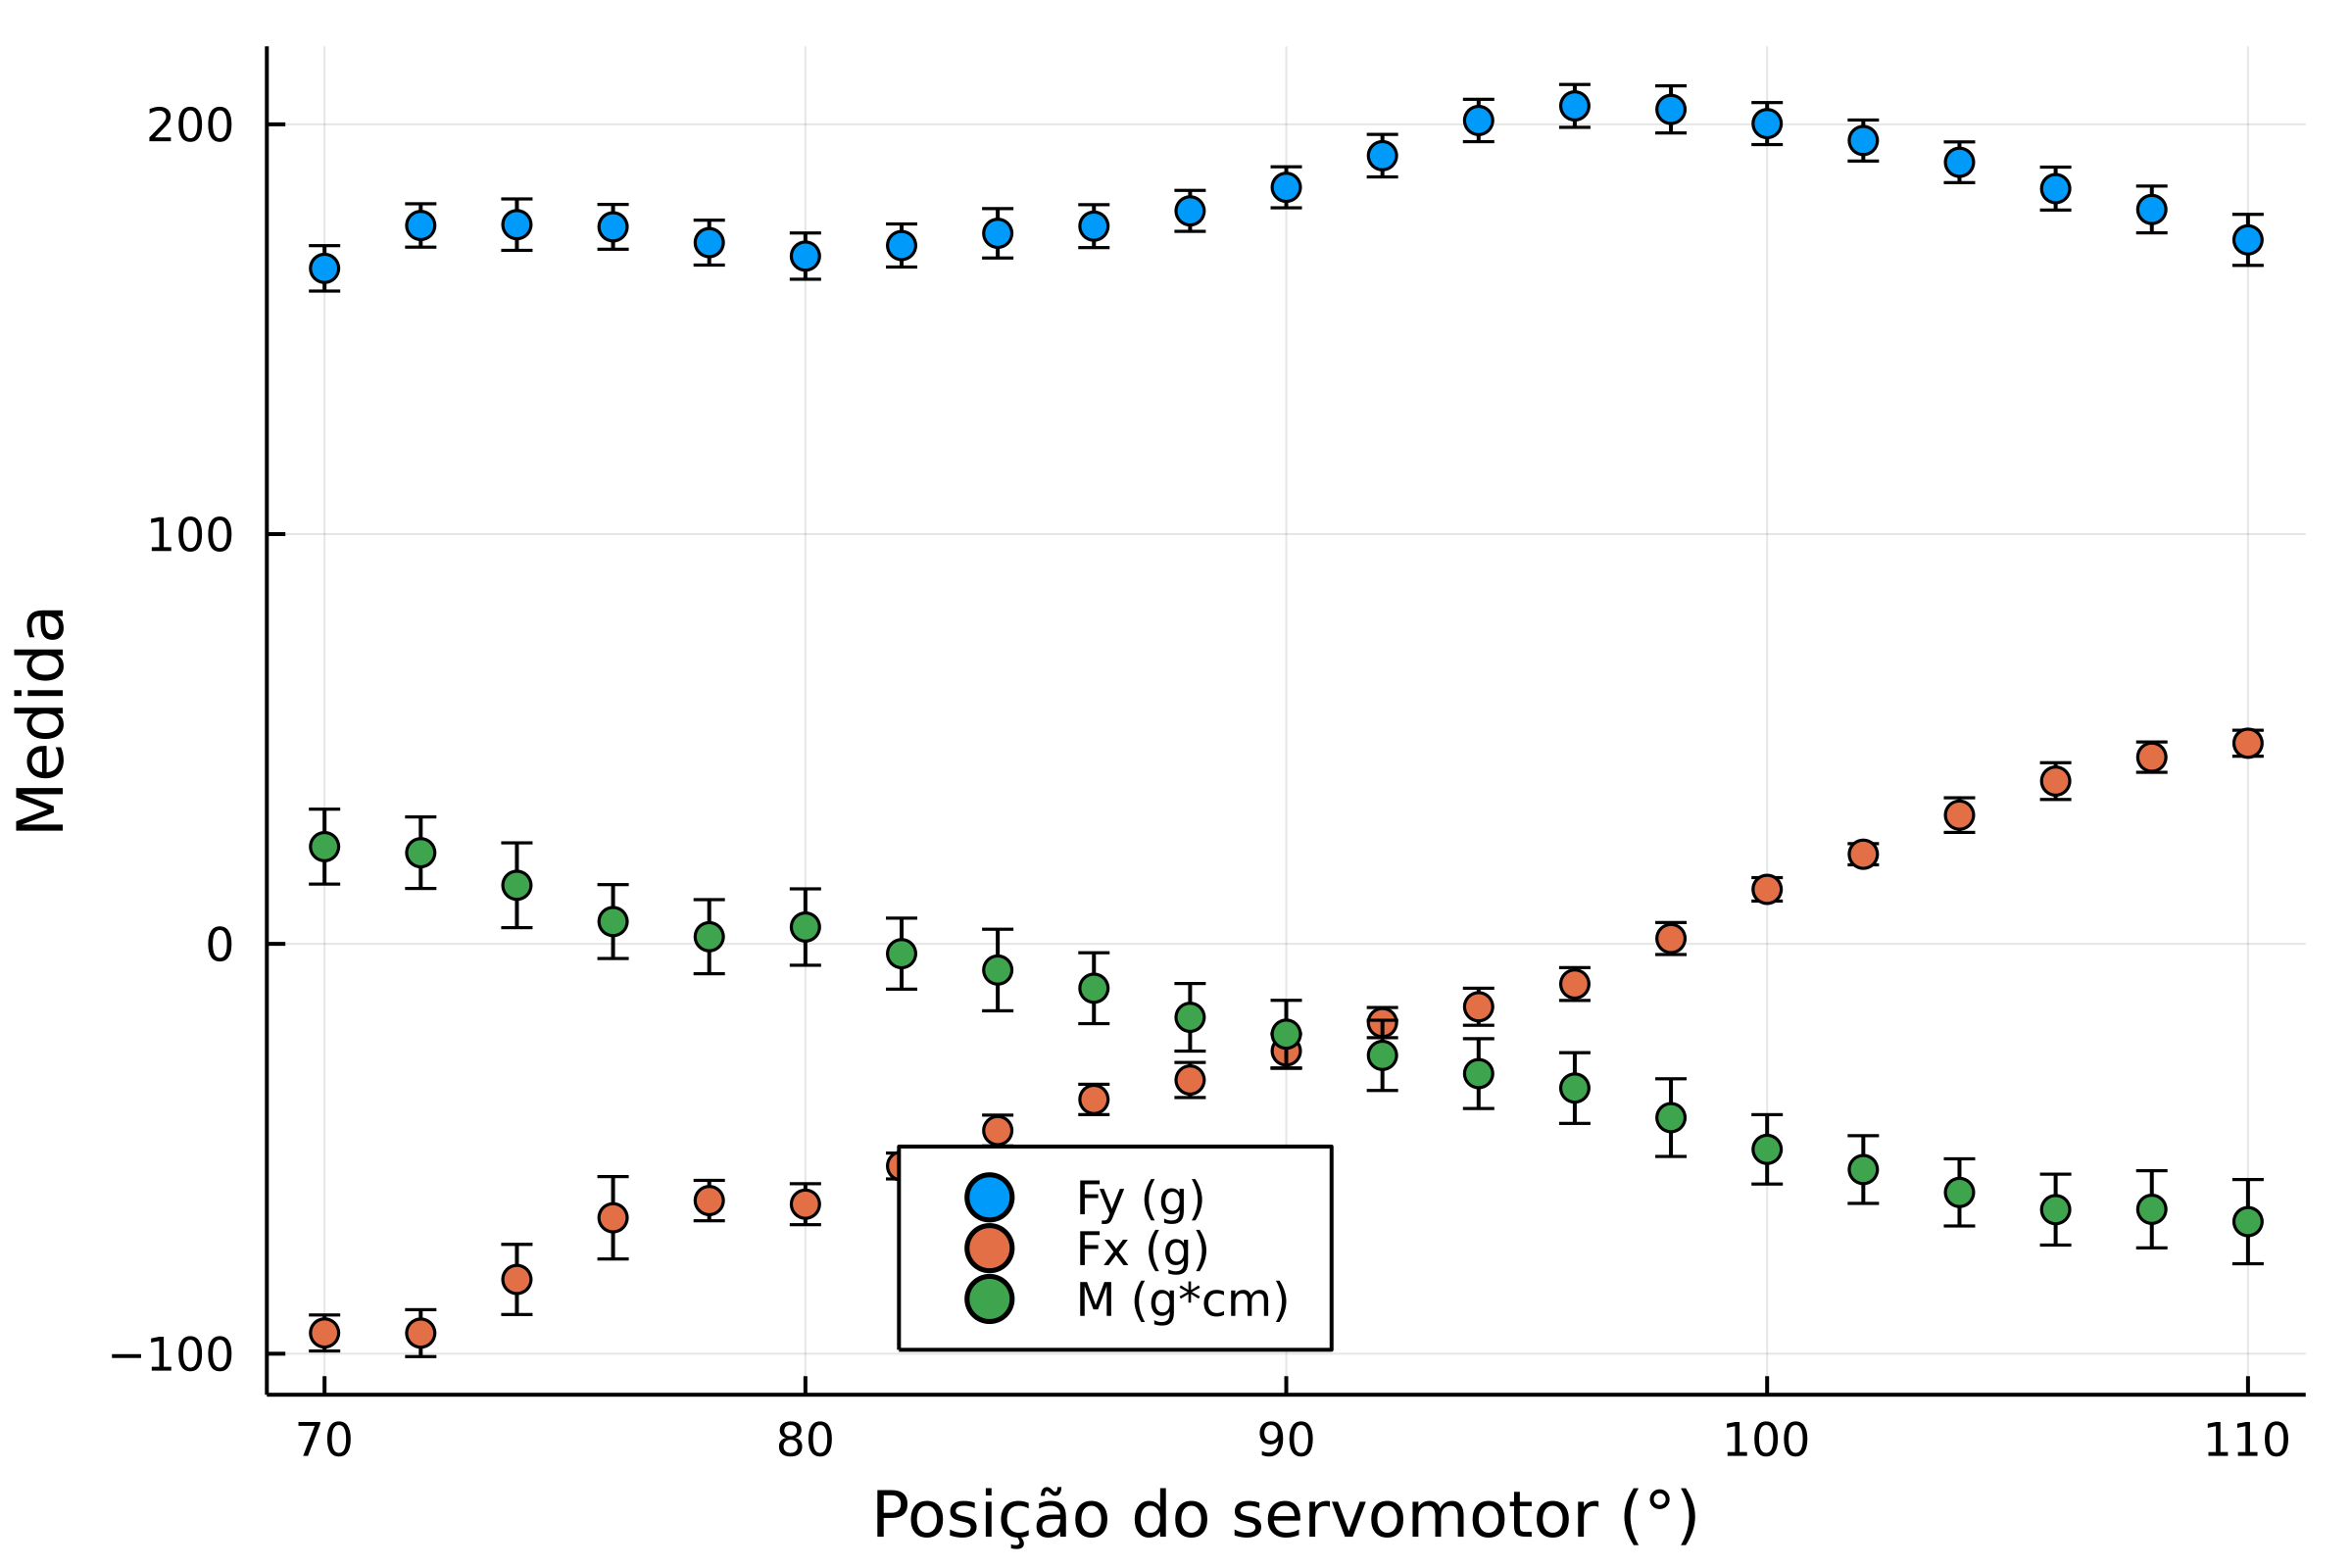 Medida
200
100
0
−100
70 80 90 100 110
Posição do servomotor (°)
Fy (g)
Fx (g)
M (g*cm)